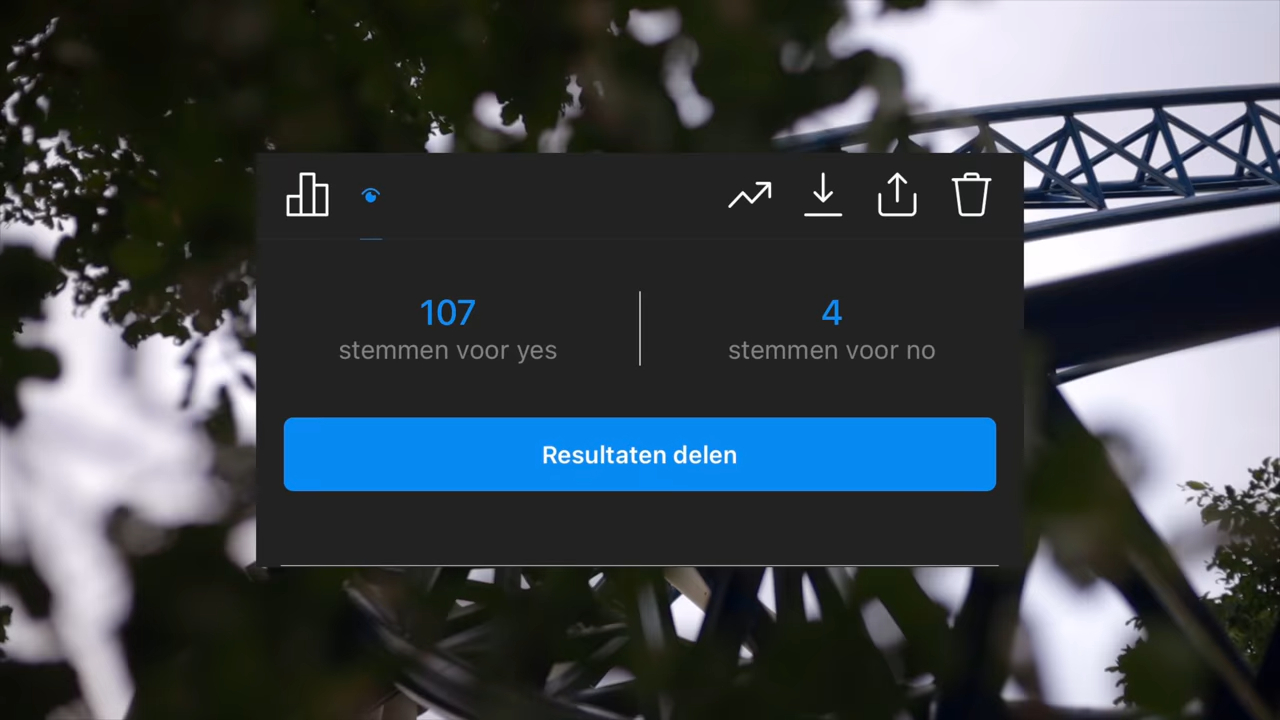 107
stemmen voor yes
4
stemmen voor no
Resultaten delen